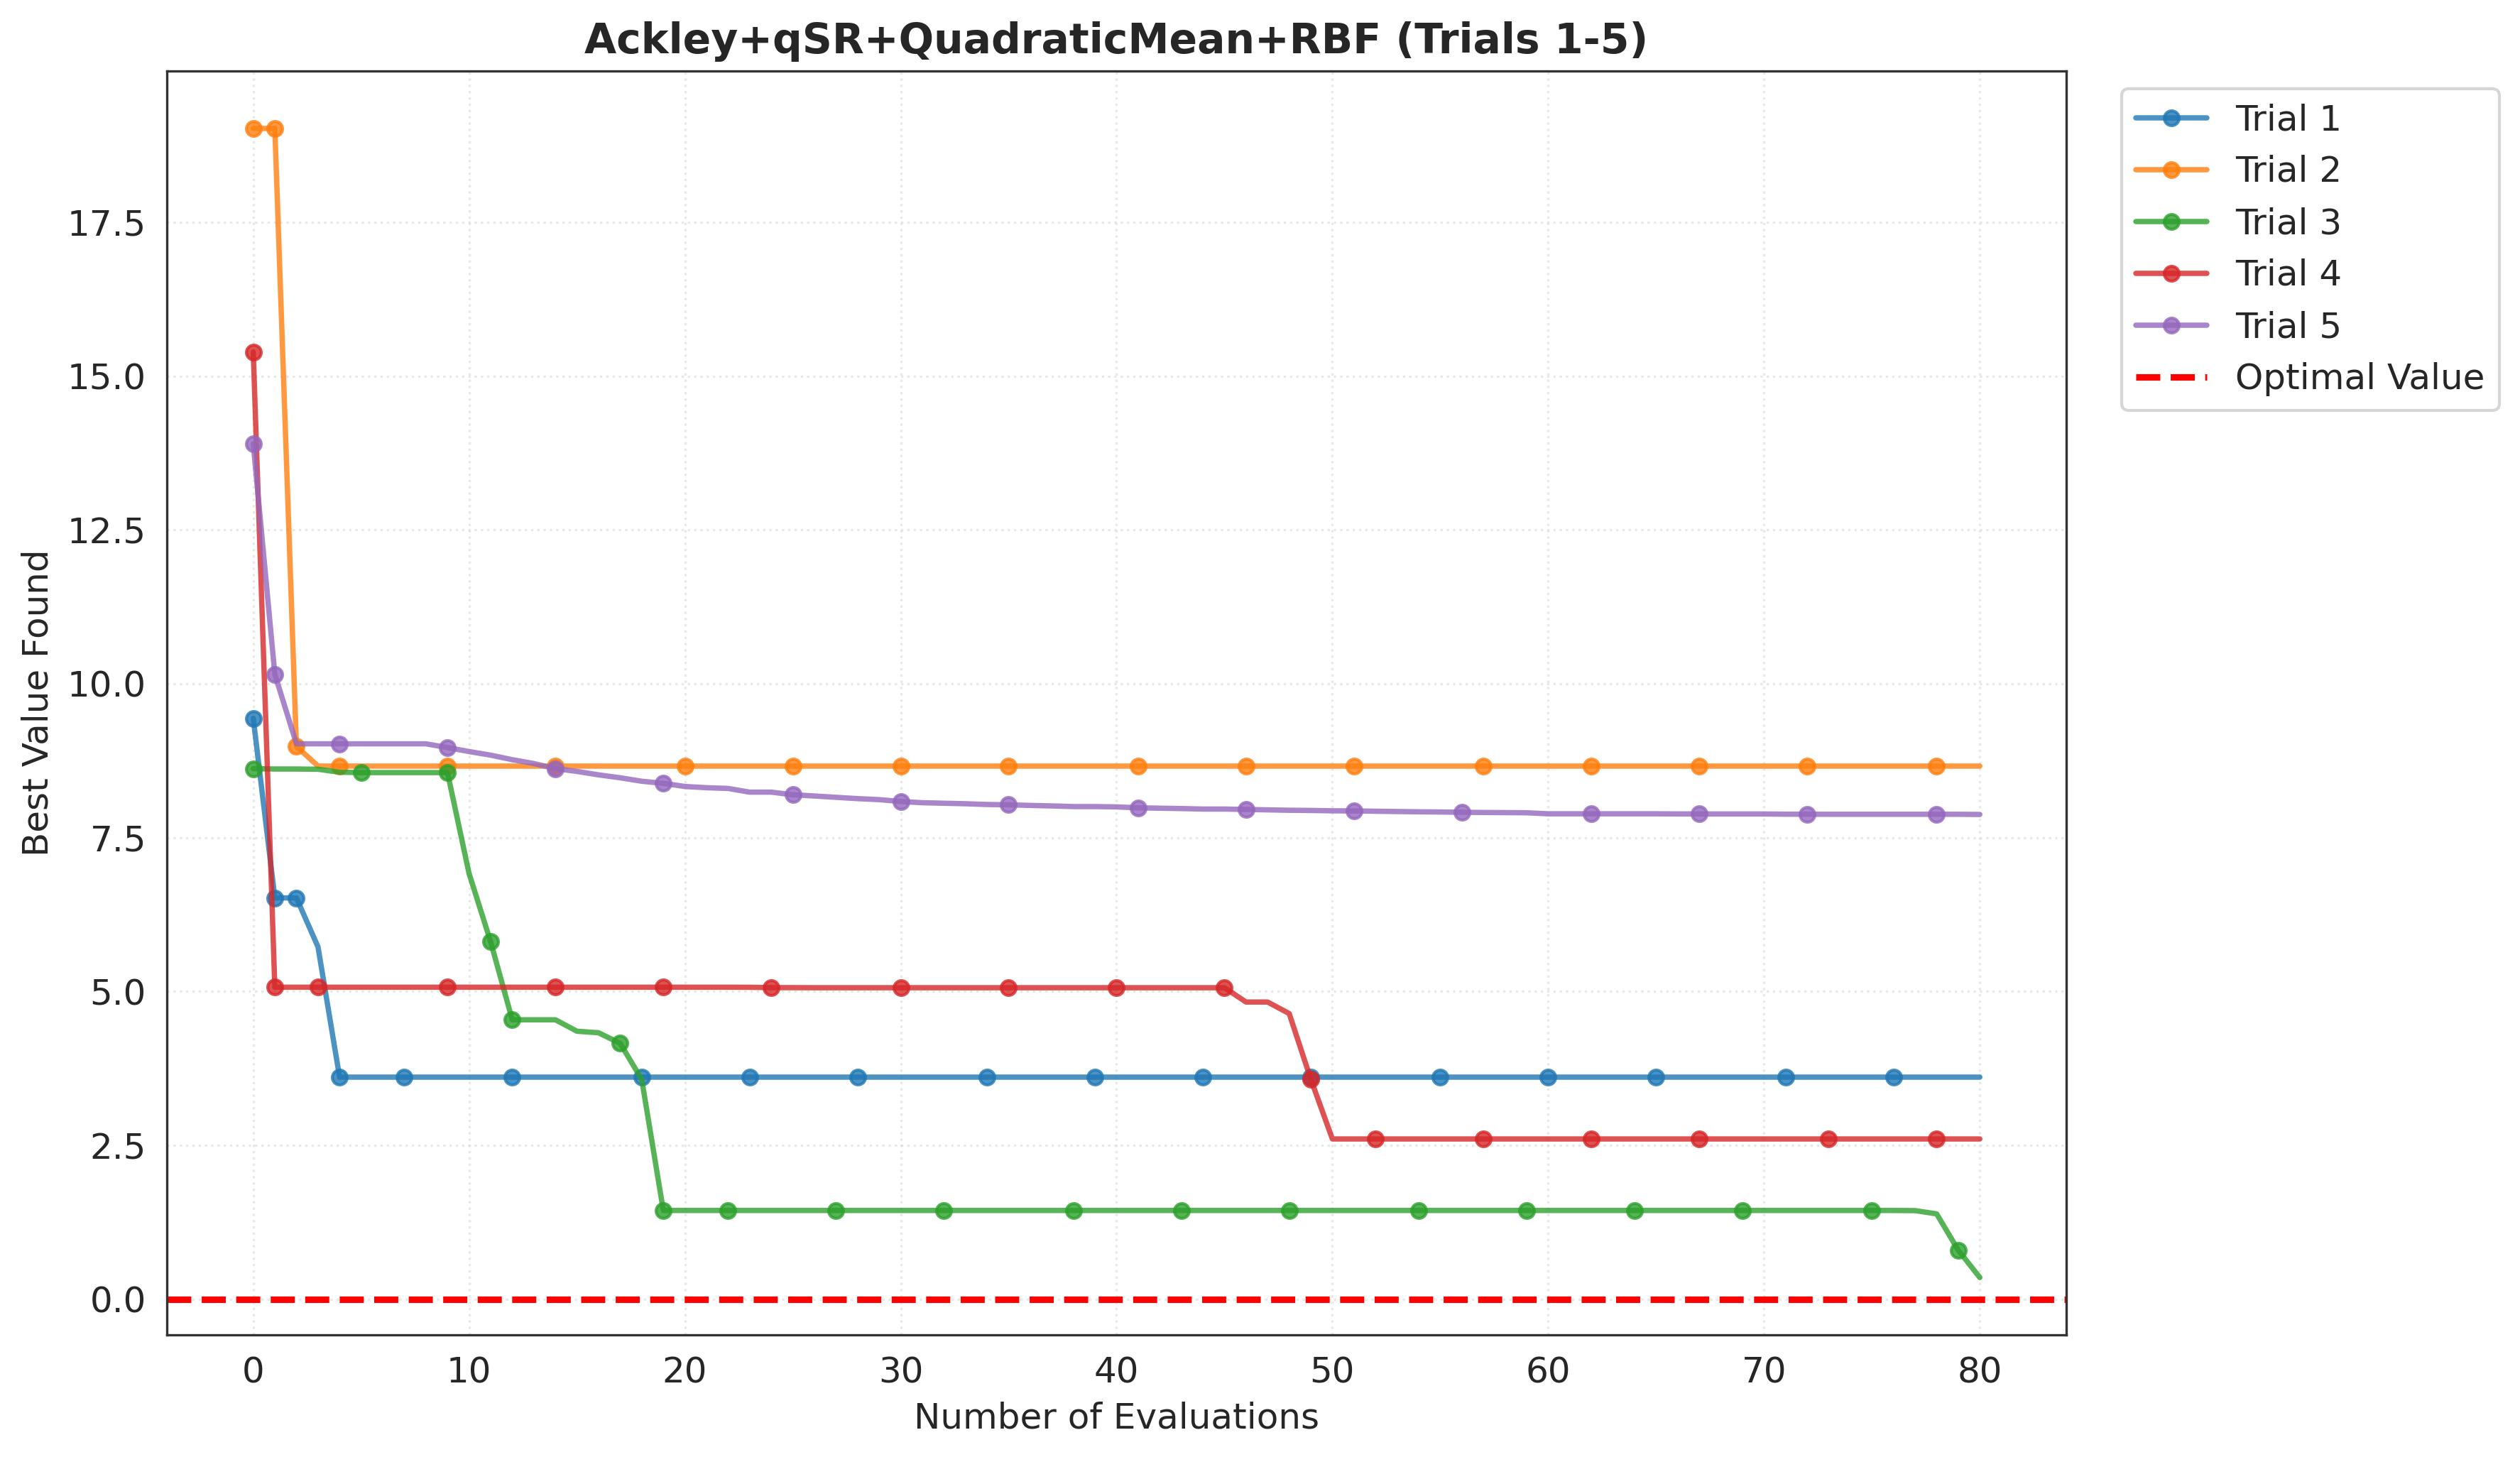 Ackley+qSR+QuadraticMean+RBF (Trials 1-5)
Trial 1
Trial 2
Trial 3
Trial 4
Trial 5
Optimal Value
Best Value Found
17.5
15.0
12.5
10.0
7.5
5.0
2.5
0.0
0 10 20 30 40 50 60 70 80
Number of Evaluations